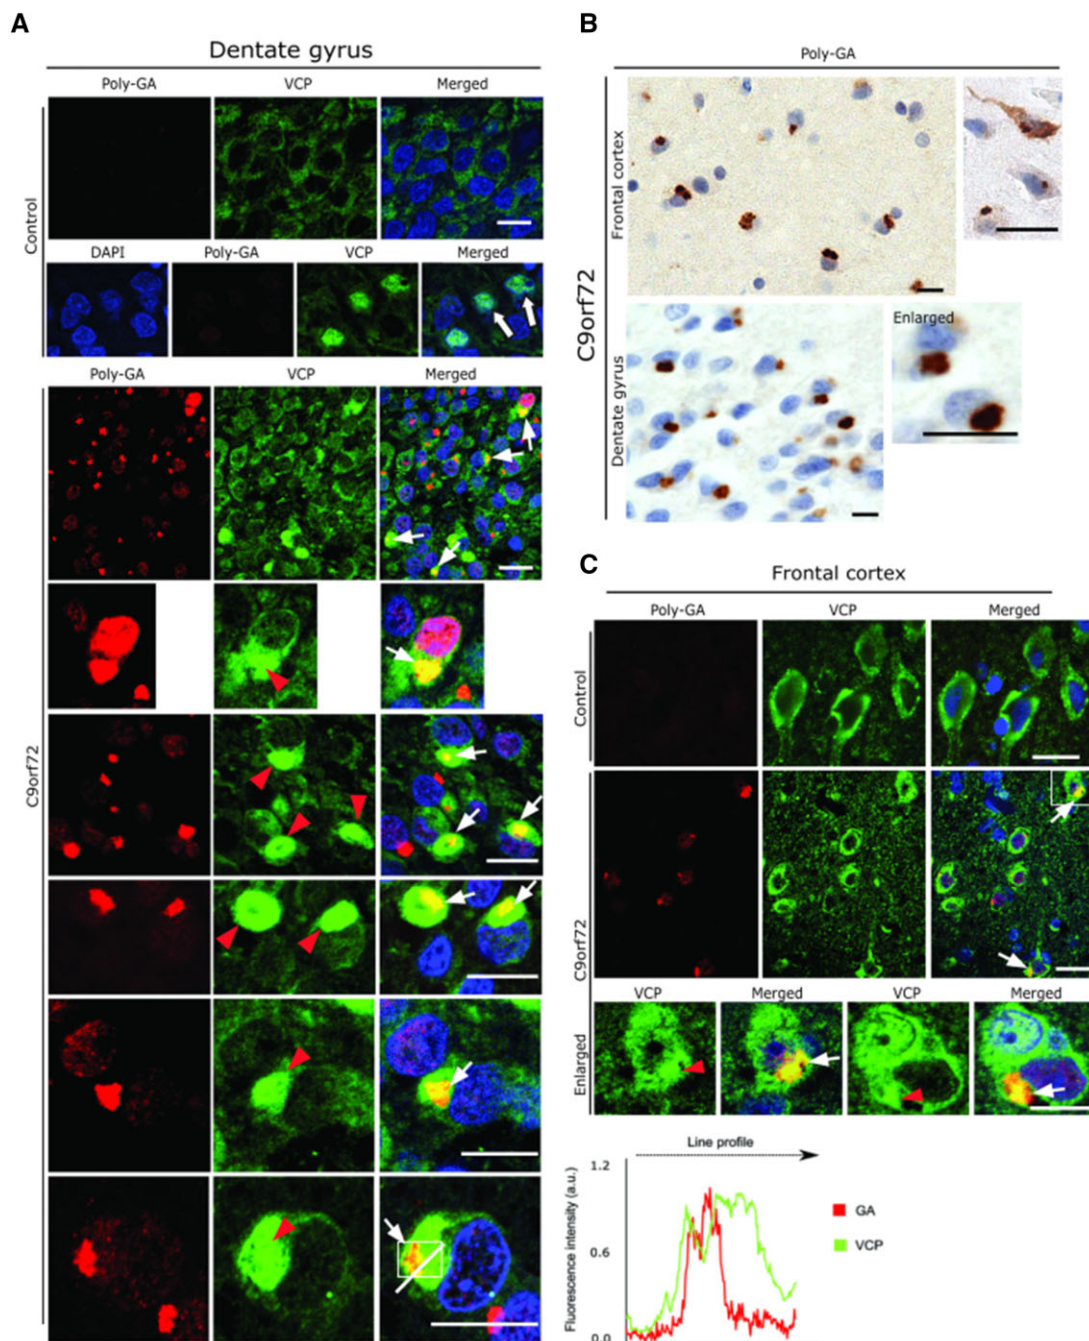 A
Dentate gyrus
Poly-GA VCP Merged
Control
DAPI Poly-GA VCP Merged
Poly-GA VCP Merged
C9orf72
B
Poly-GA
C9orf72
Frontal cortex
Dentate gyrus
Enlarged
C
Frontal cortex
Poly-GA VCP Merged
Control
C9orf72
VCP Merged VCP Merged
Enlarged
Line profile
Fluorescence intensity (a.u.)
1.2
0.6
0.0
GA
VCP